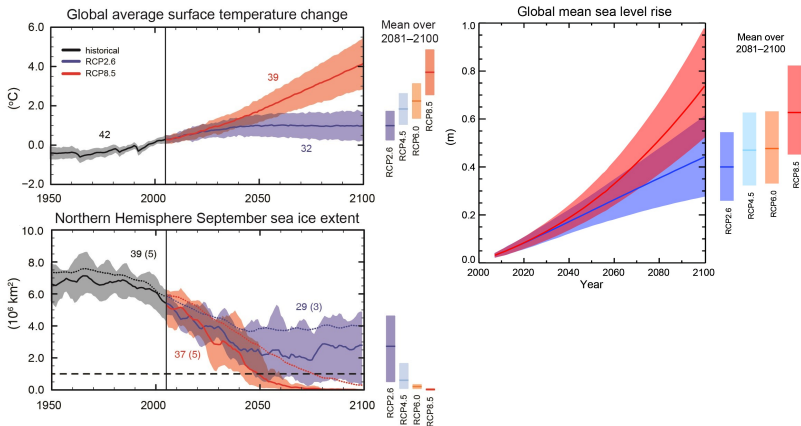 Global average surface temperature change
6.0
4.0
2.0
0.0
−2.0
(°C)
historical
RCP2.6
RCP8.5
42
39
32
1950
2000
2050
2100
Mean over
2081–2100
RCP2.6
RCP4.5
RCP6.0
RCP8.5
Northern Hemisphere September sea ice extent
10.0
8.0
6.0
4.0
2.0
0.0
(10⁶ km²)
39 (5)
29 (3)
37 (5)
1950
2000
2050
2100
RCP2.6
RCP4.5
RCP6.0
RCP8.5
Global mean sea level rise
1.0
0.8
0.6
0.4
0.2
0.0
(m)
2000
2020
2040
2060
2080
2100
Year
Mean over
2081–2100
RCP2.6
RCP4.5
RCP6.0
RCP8.5